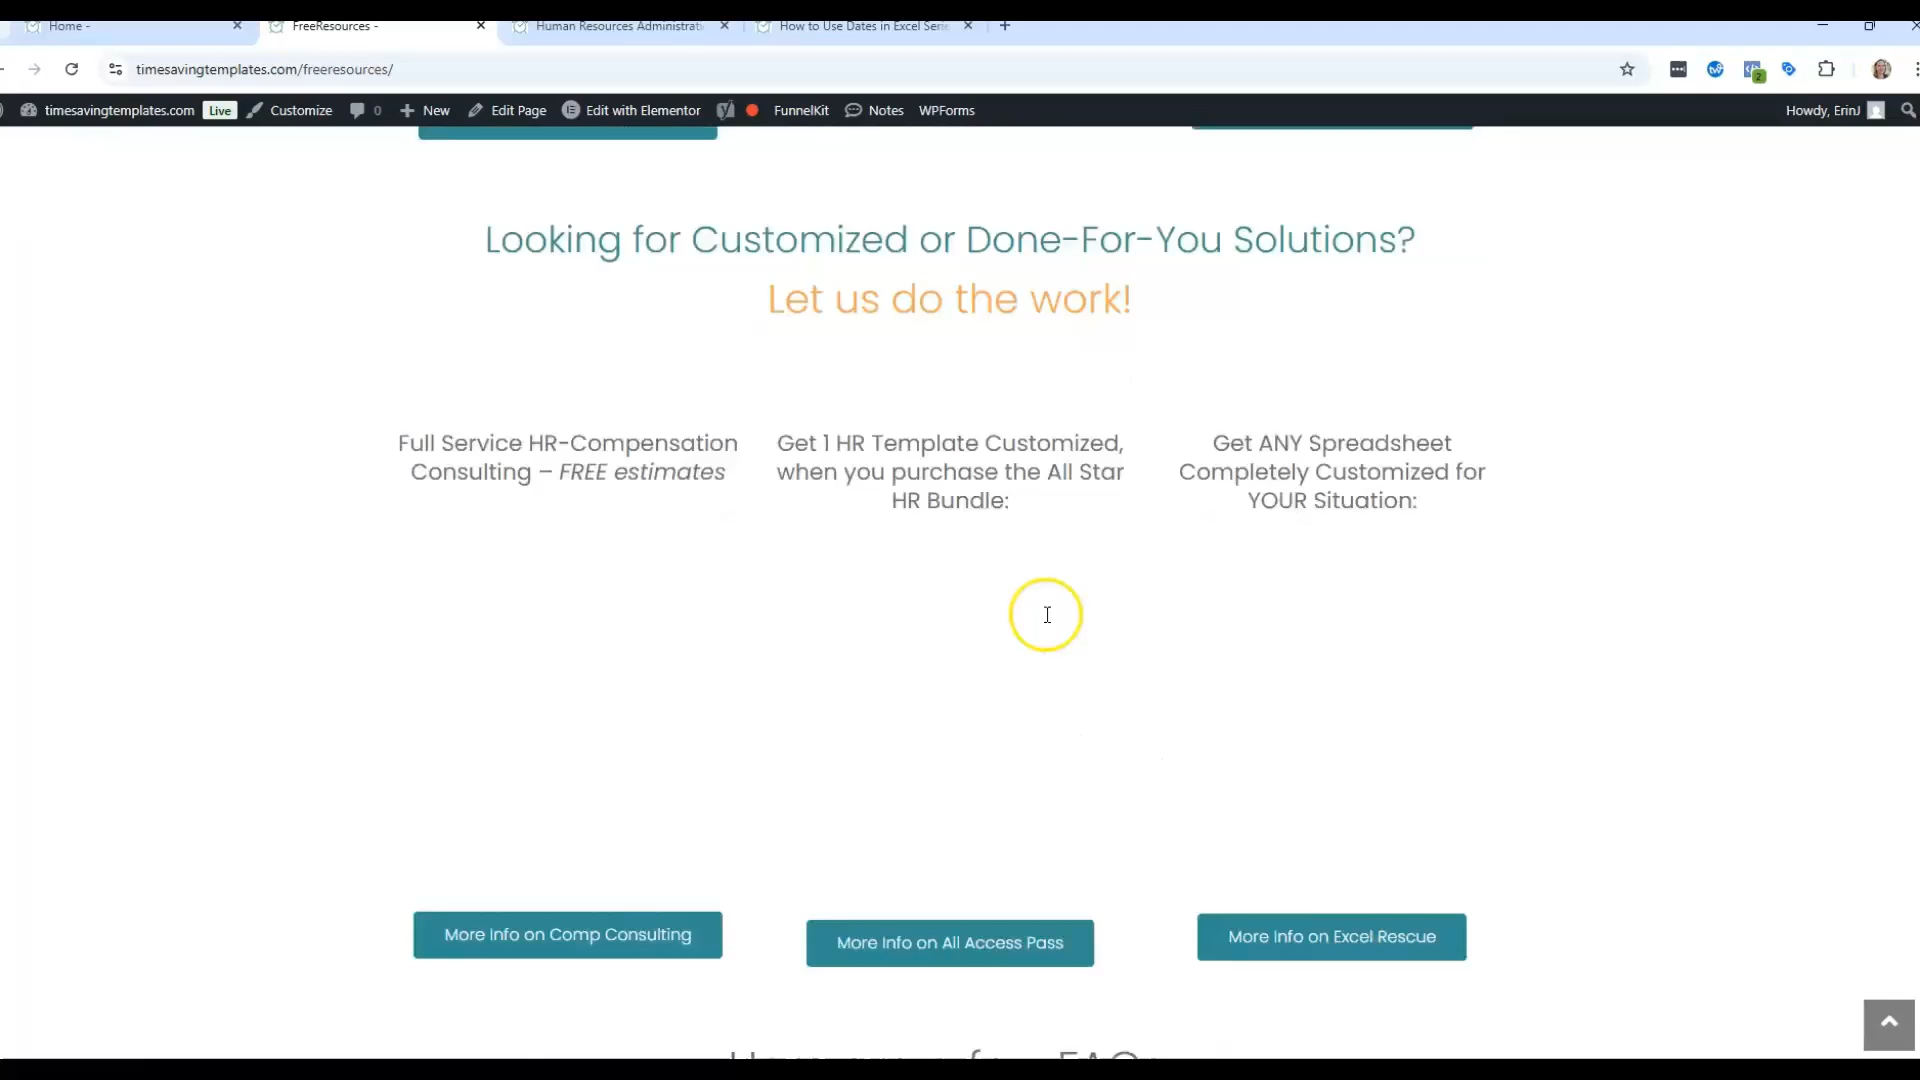 Home -
FreeResources -
Human Resources Administrat
How to Use Dates in Excel Serie
timesavingtemplates.com/freeresources/
2
timesavingtemplates.com Live Customize 0 New Edit Page Edit with Elementor FunnelKit Notes WPForms Howdy, ErinJ
Looking for Customized or Done-For-You Solutions?
Let us do the work!
Full Service HR-Compensation
Consulting – FREE estimates
Get 1 HR Template Customized,
when you purchase the All Star
HR Bundle:
Get ANY Spreadsheet
Completely Customized for
YOUR Situation:
More Info on Comp Consulting
More Info on All Access Pass
More Info on Excel Rescue